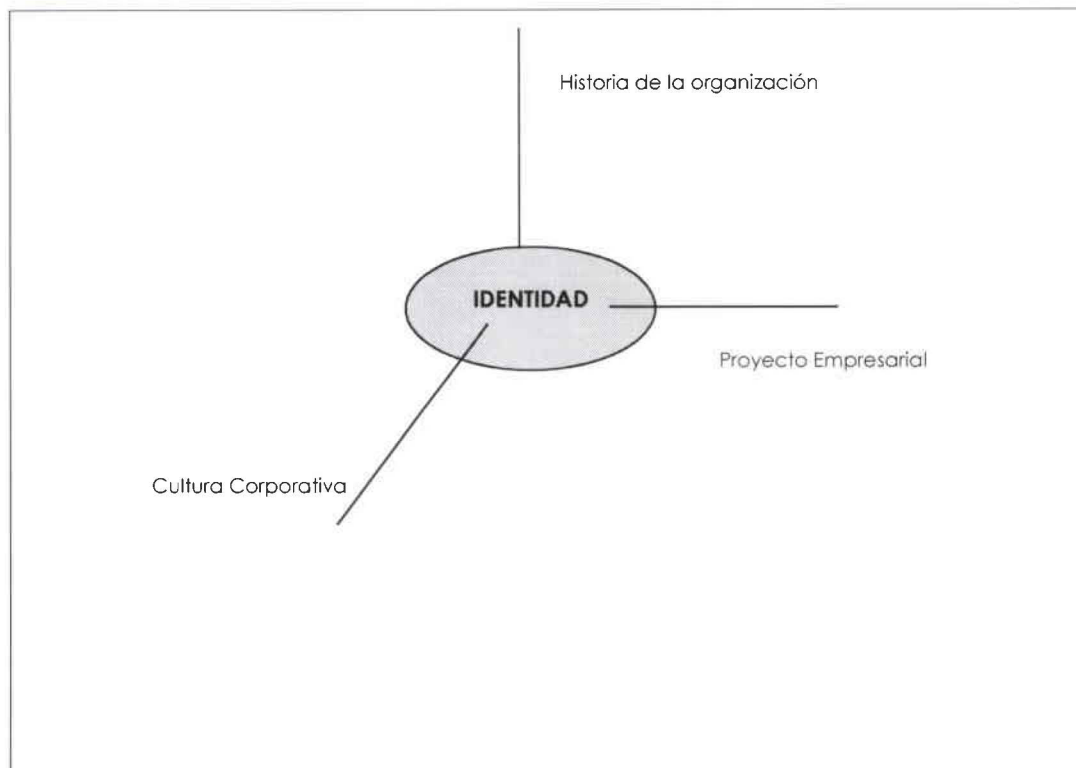 Historia de la organización
IDENTIDAD
Proyecto Empresarial
Cultura Corporativa